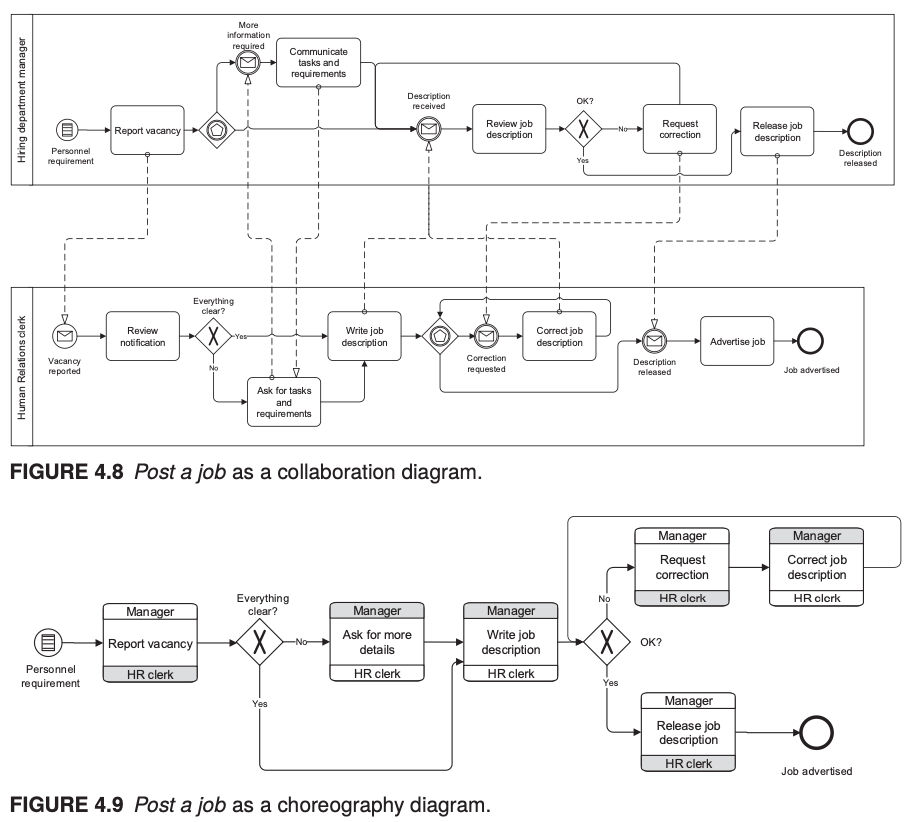 Hiring department manager
More
information
required
Communicate
tasks and
requirements
Description
received
OK?
Personnel
requirement
Report vacancy
Review job
description
No
Yes
Request
correction
Release job
description
Description
released
Human Relations clerk
Vacancy
reported
Review
notification
Everything
clear?
Yes
No
Ask for tasks
and
requirements
Write job
description
Correction
requested
Correct job
description
Description
released
Advertise job
Job advertised
FIGURE 4.8 Post a job as a collaboration diagram.
Personnel
requirement
Manager
Report vacancy
HR clerk
Everything
clear?
No
Yes
Manager
Ask for more
details
HR clerk
Manager
Write job
description
HR clerk
OK?
No
Yes
Manager
Request
correction
HR clerk
Manager
Correct job
description
HR clerk
Manager
Release job
description
HR clerk
Job advertised
FIGURE 4.9 Post a job as a choreography diagram.